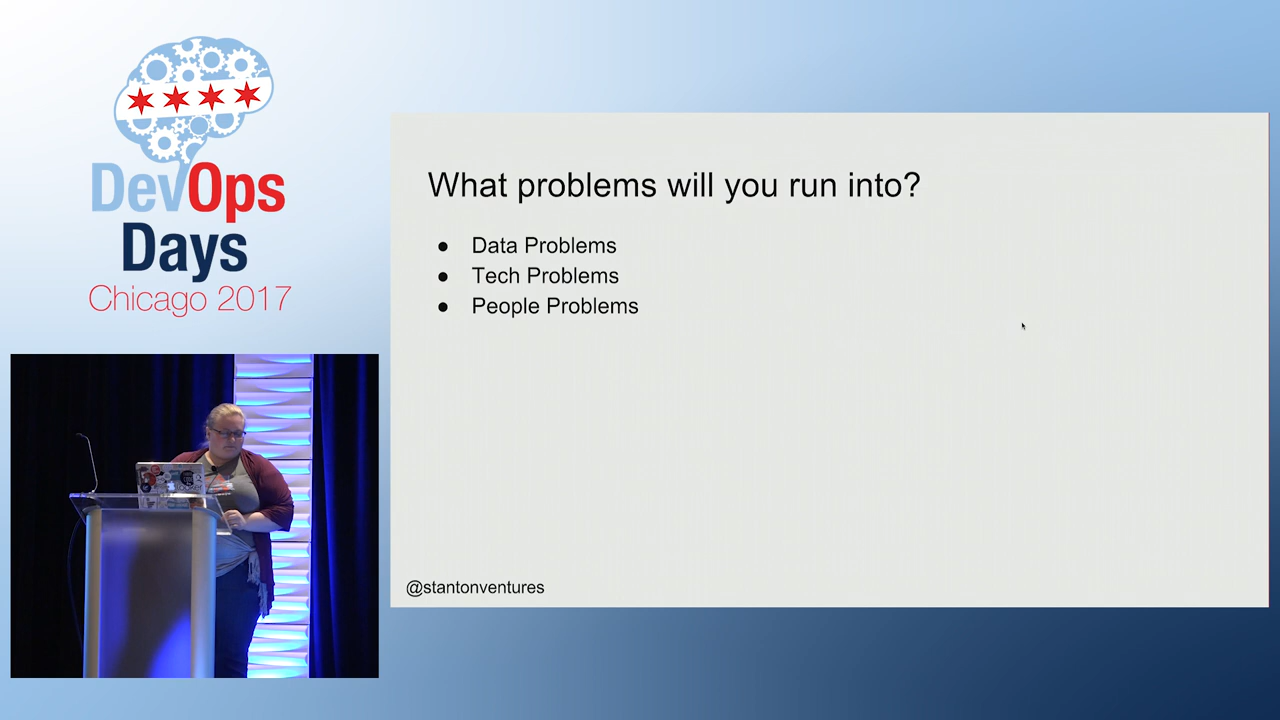 DevOps
Days
Chicago 2017
What problems will you run into?
● Data Problems
● Tech Problems
● People Problems
@stantonventures